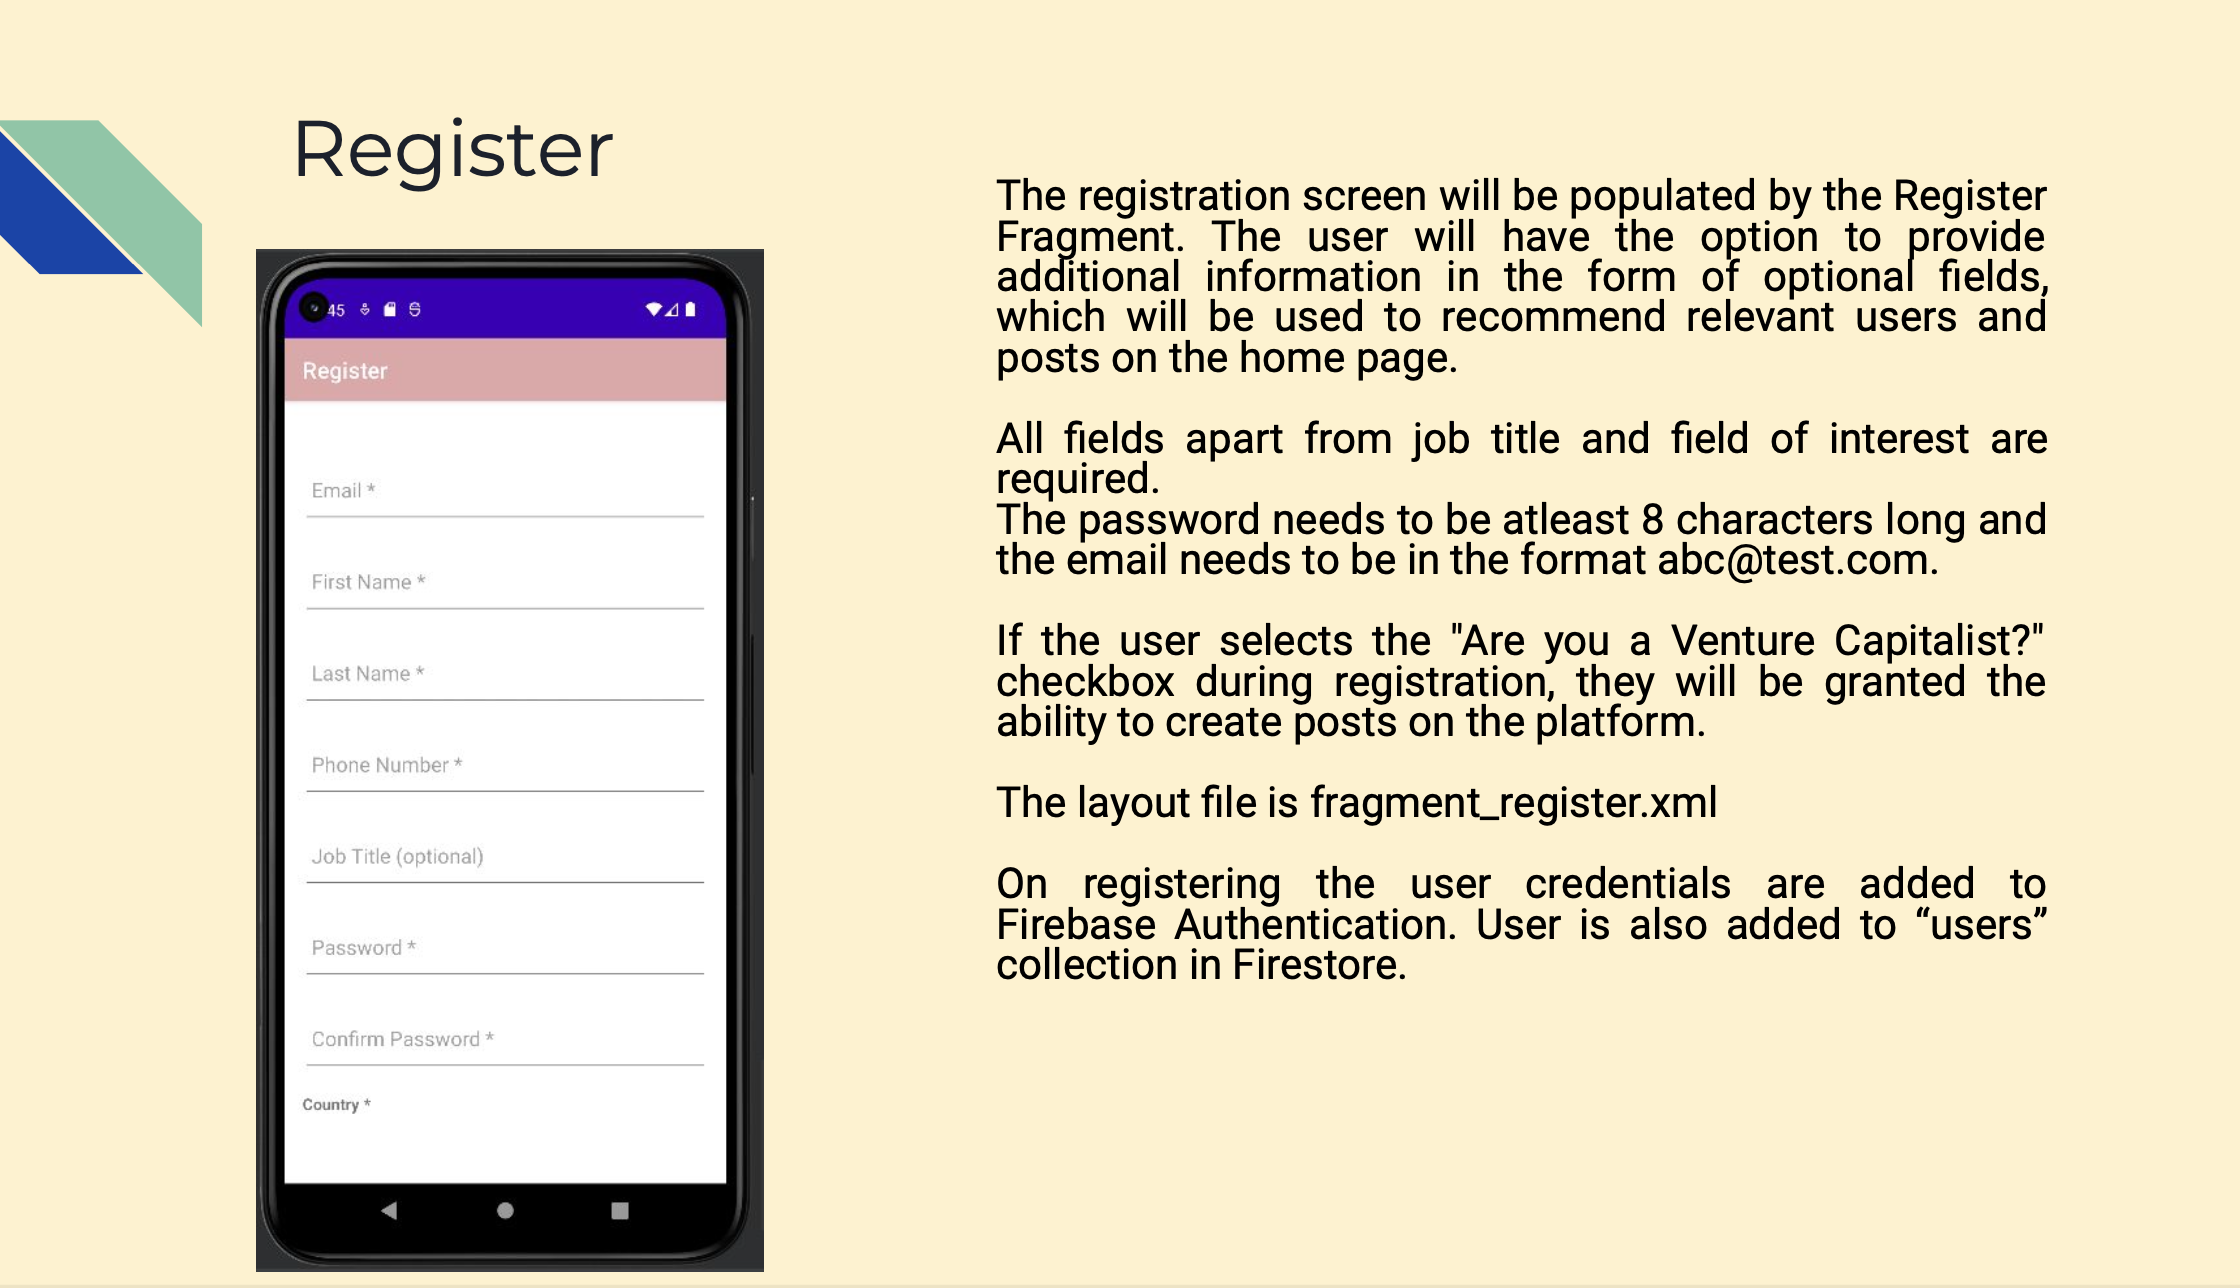 Register
45
Register
Email *
First Name *
Last Name *
Phone Number *
Job Title (optional)
Password *
Confirm Password *
Country *
The registration screen will be populated by the Register
Fragment. The user will have the option to provide
additional information in the form of optional fields,
which will be used to recommend relevant users and
posts on the home page.
All fields apart from job title and field of interest are
required.
The password needs to be atleast 8 characters long and
the email needs to be in the format abc@test.com.
If the user selects the "Are you a Venture Capitalist?"
checkbox during registration, they will be granted the
ability to create posts on the platform.
The layout file is fragment_register.xml
On registering the user credentials are added to
Firebase Authentication. User is also added to “users”
collection in Firestore.